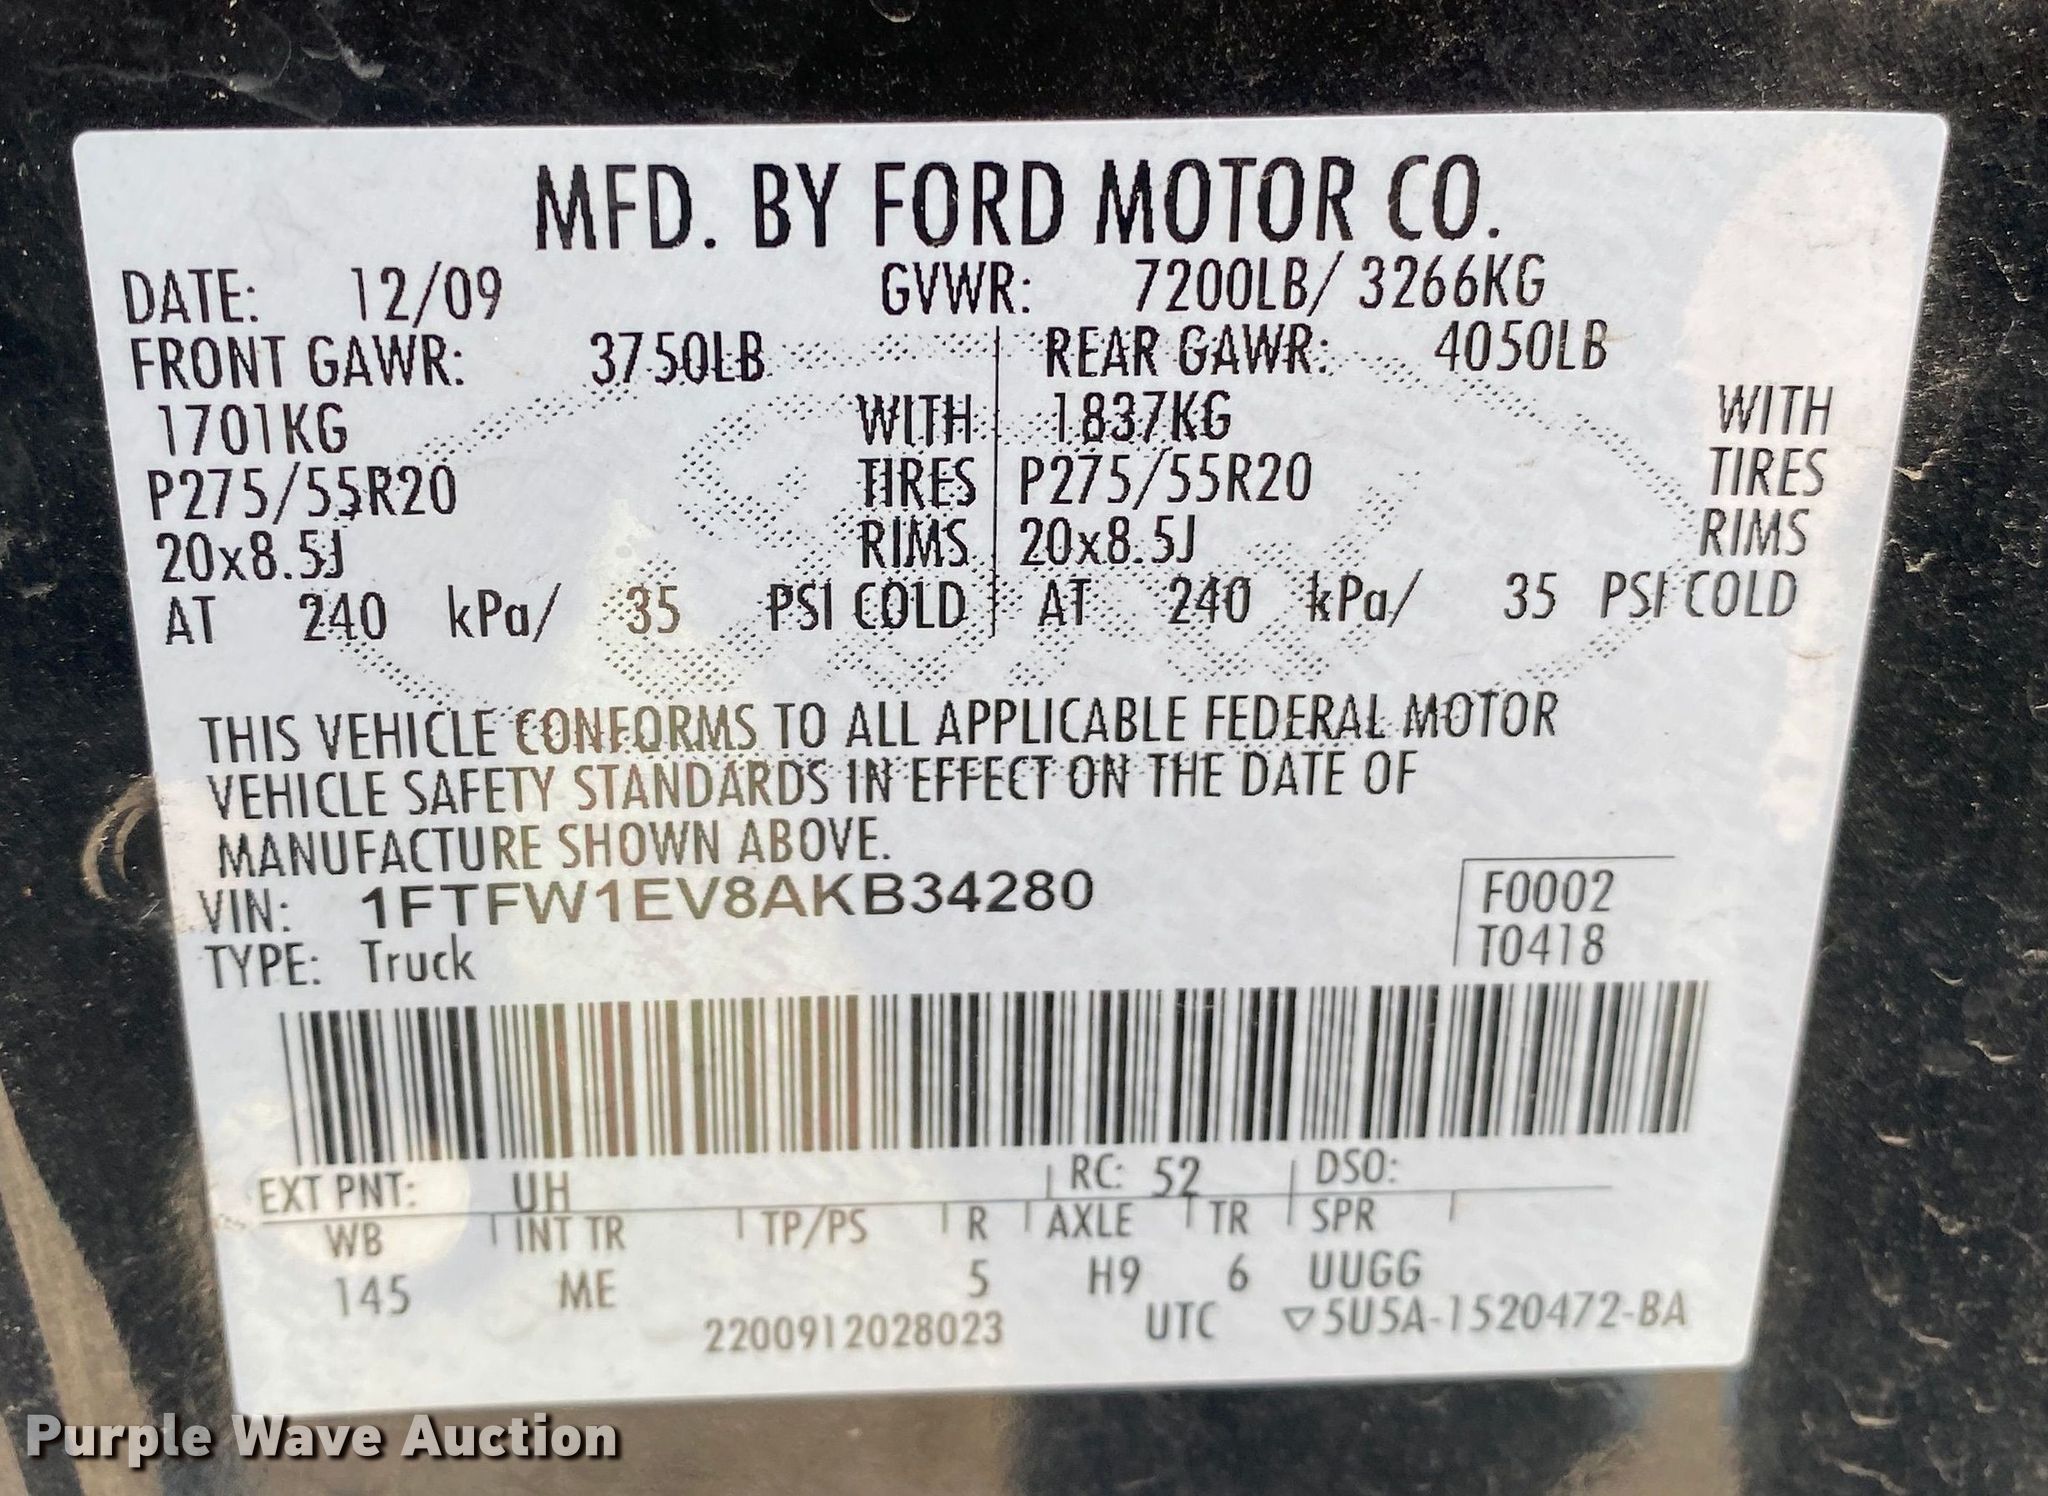 MFD. BY FORD MOTOR CO.
DATE: 12/09 GVWR: 7200LB/ 3266KG
FRONT GAWR: 3750LB REAR GAWR: 4050LB
1701KG WITH 1837KG WITH
P275/55R20 TIRES P275/55R20 TIRES
20x8.5J RIMS 20x8.5J RIMS
AT 240 kPa/ 35 PSI COLD AT 240 kPa/ 35 PSI COLD
THIS VEHICLE CONFORMS TO ALL APPLICABLE FEDERAL MOTOR
VEHICLE SAFETY STANDARDS IN EFFECT ON THE DATE OF
MANUFACTURE SHOWN ABOVE.
VIN: 1FTFW1EV8AKB34280 F0002
TYPE: Truck T0418
EXT PNT: UH RC: 52 DSO:
WB INT TR TP/PS R AXLE TR SPR
145 ME 5 H9 6 UUGG
2200912028023 UTC ▽5U5A-1520472-BA
Purple Wave Auction